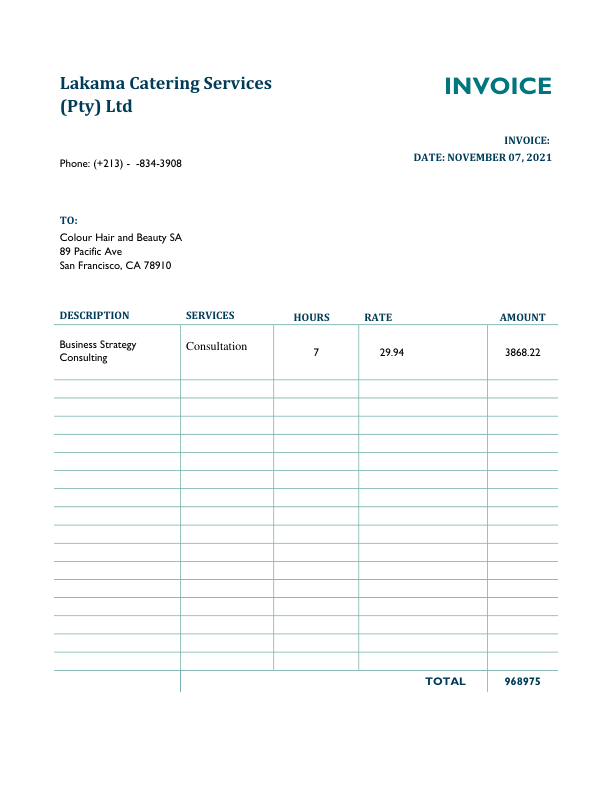 Lakama Catering Services
(Pty) Ltd
INVOICE
INVOICE:
DATE: NOVEMBER 07, 2021
Phone: (+213) -  -834-3908
TO:
Colour Hair and Beauty SA
89 Pacific Ave
San Francisco, CA 78910
DESCRIPTION SERVICES HOURS RATE AMOUNT
Business Strategy
Consulting
Consultation 7 29.94 3868.22
TOTAL 968975